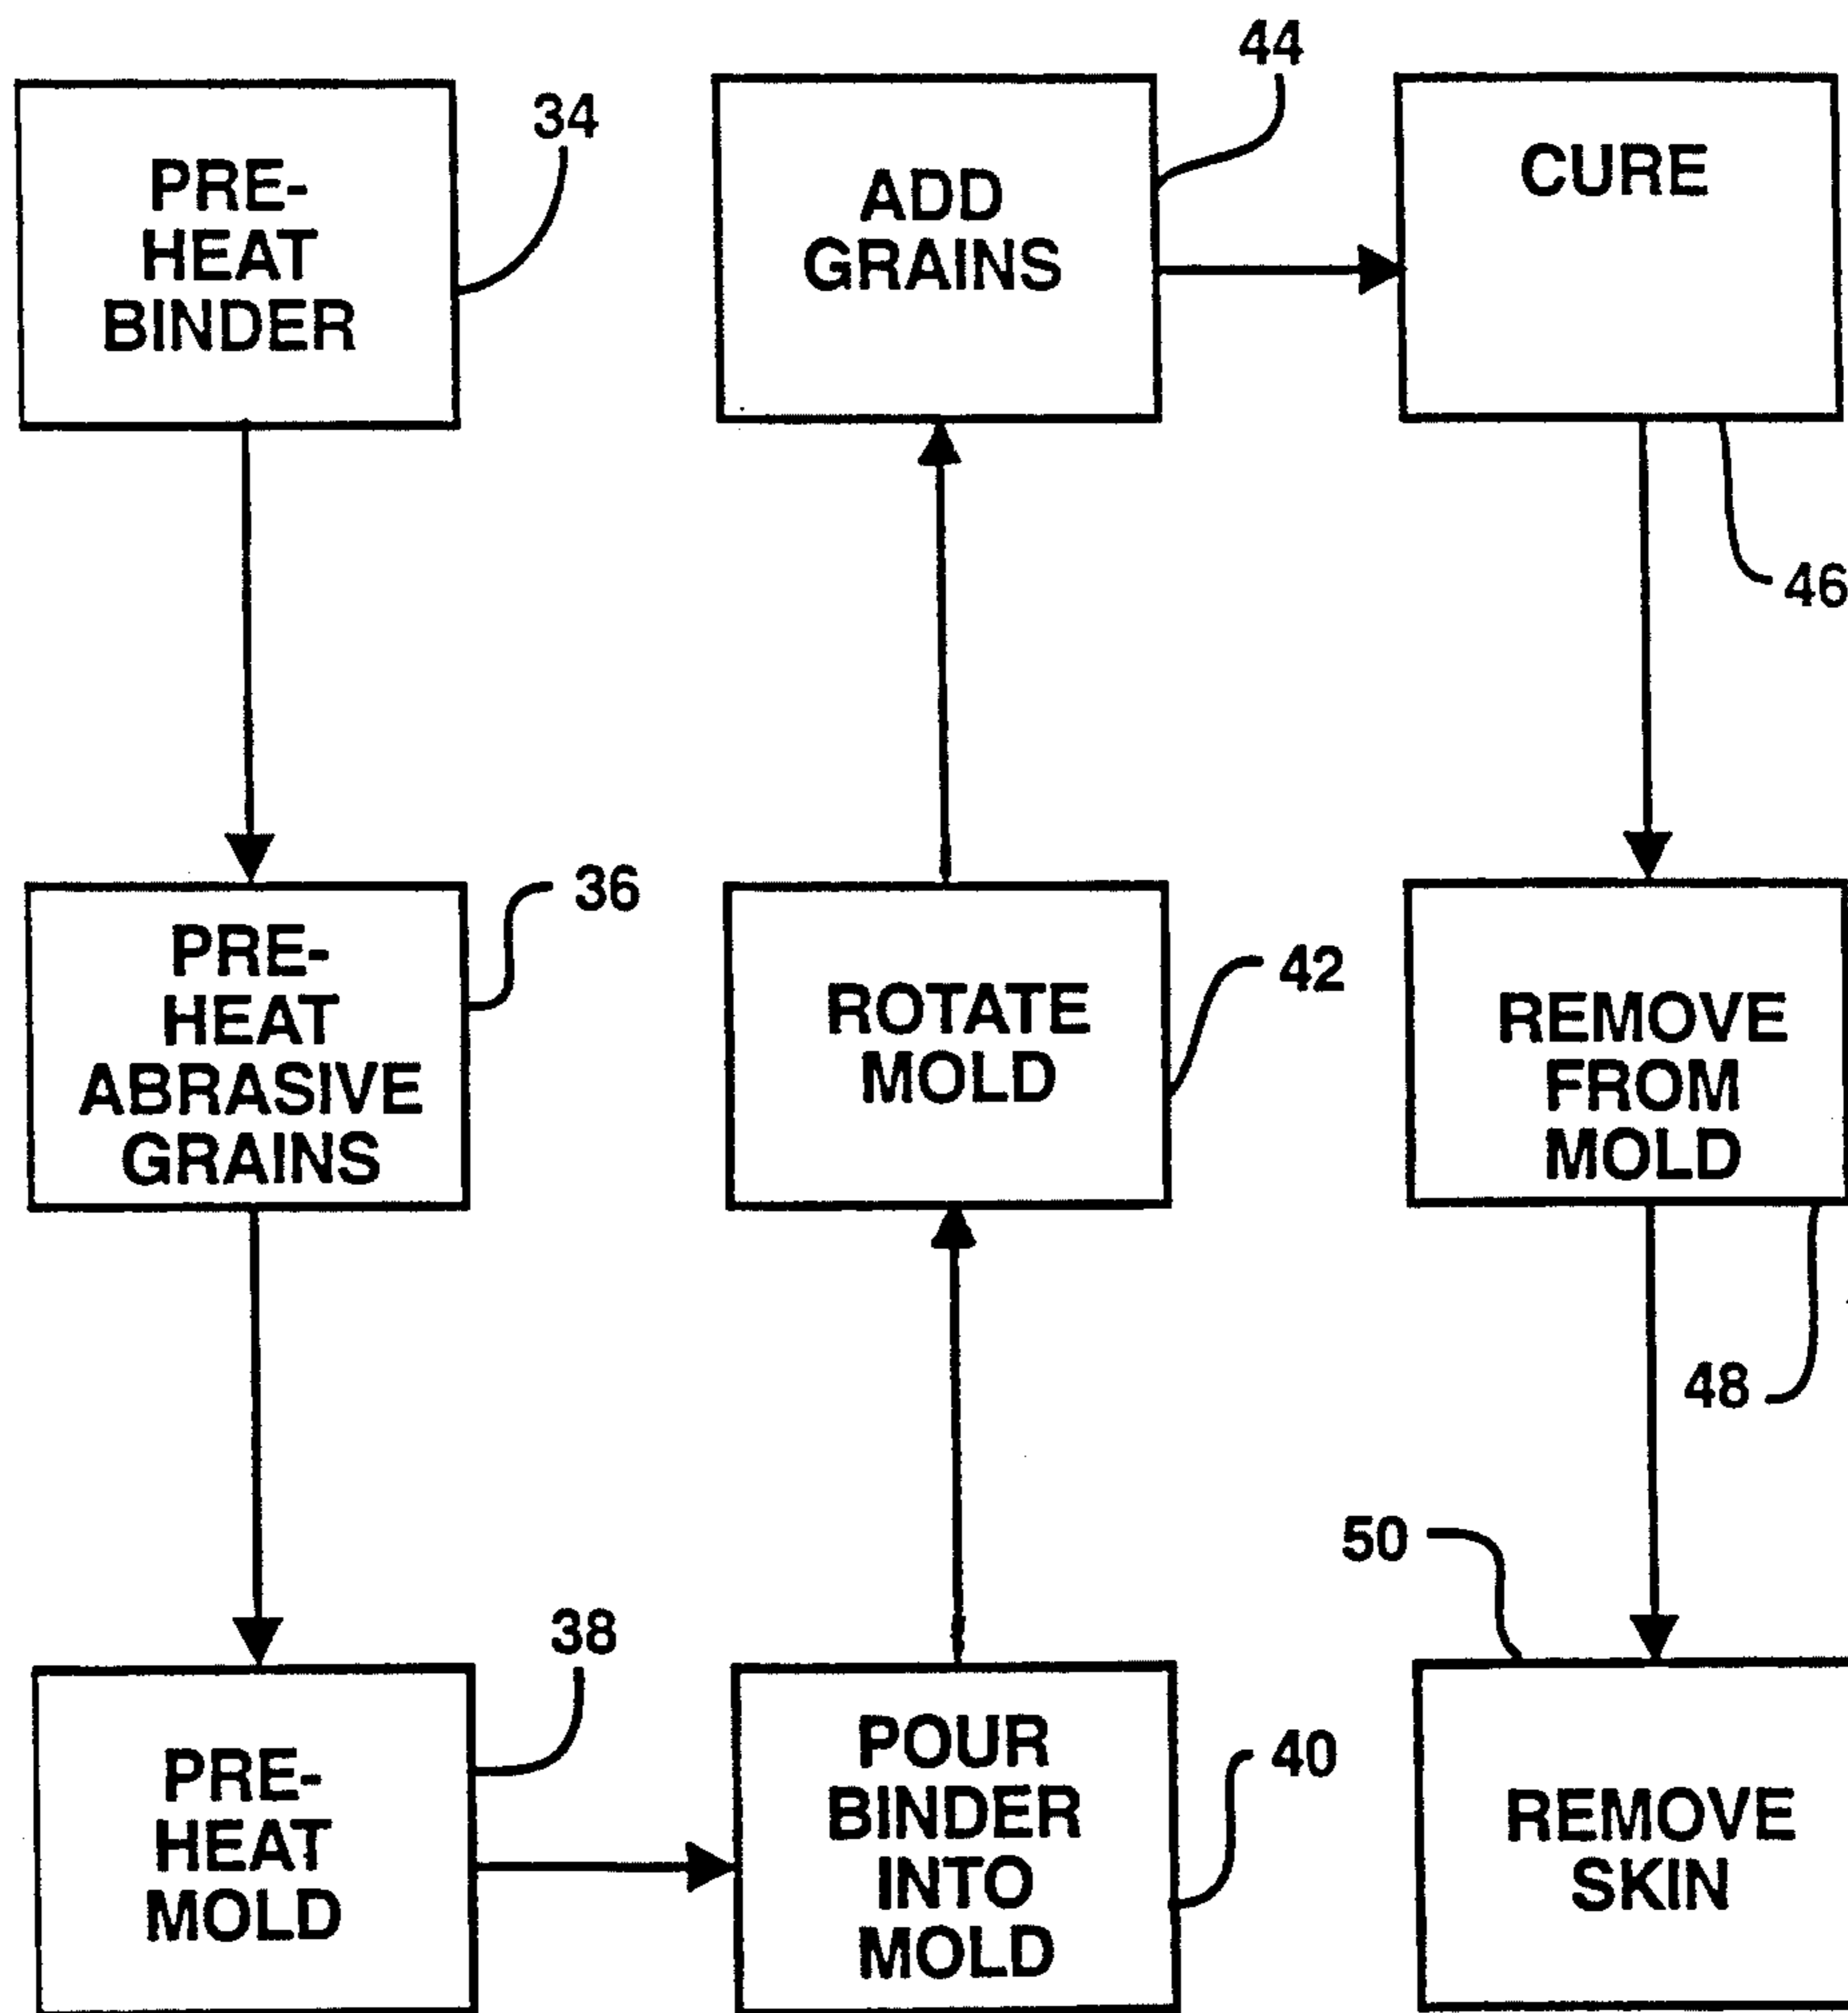 PRE-
HEAT
BINDER
34
PRE-
HEAT
ABRASIVE
GRAINS
36
PRE-
HEAT
MOLD
38
POUR
BINDER
INTO
MOLD
40
ROTATE
MOLD
42
ADD
GRAINS
44
CURE
46
REMOVE
FROM
MOLD
48
REMOVE
SKIN
50